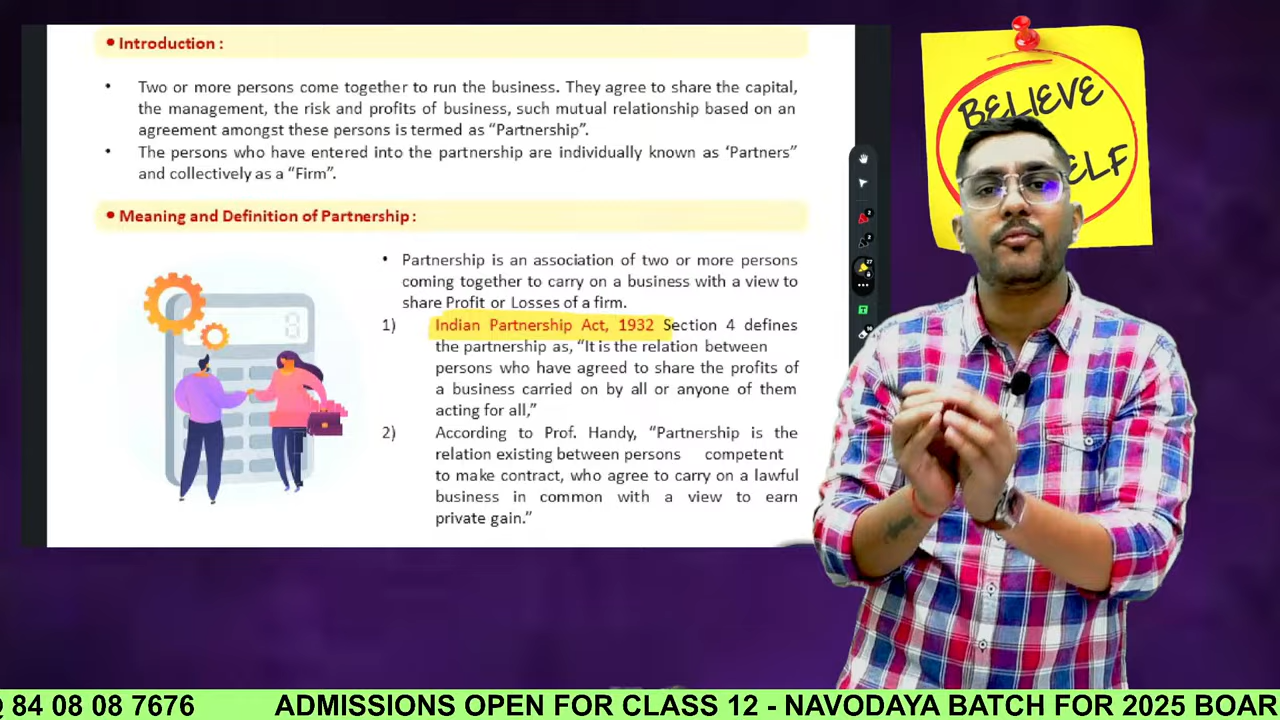 • Introduction :
• Two or more persons come together to run the business. They agree to share the capital,
the management, the risk and profits of business, such mutual relationship based on an
agreement amongst these persons is termed as “Partnership”.
• The persons who have entered into the partnership are individually known as ‘Partners”
and collectively as a “Firm”.
• Meaning and Definition of Partnership :
• Partnership is an association of two or more persons
coming together to carry on a business with a view to
share Profit or Losses of a firm.
1) Indian Partnership Act, 1932 Section 4 defines
the partnership as, “It is the relation between
persons who have agreed to share the profits of
a business carried on by all or anyone of them
acting for all,”
2) According to Prof. Handy, “Partnership is the
relation existing between persons competent
to make contract, who agree to carry on a lawful
business in common with a view to earn
private gain.”
BELIEVE
ELF
84 08 08 7676 ADMISSIONS OPEN FOR CLASS 12 - NAVODAYA BATCH FOR 2025 BOAR